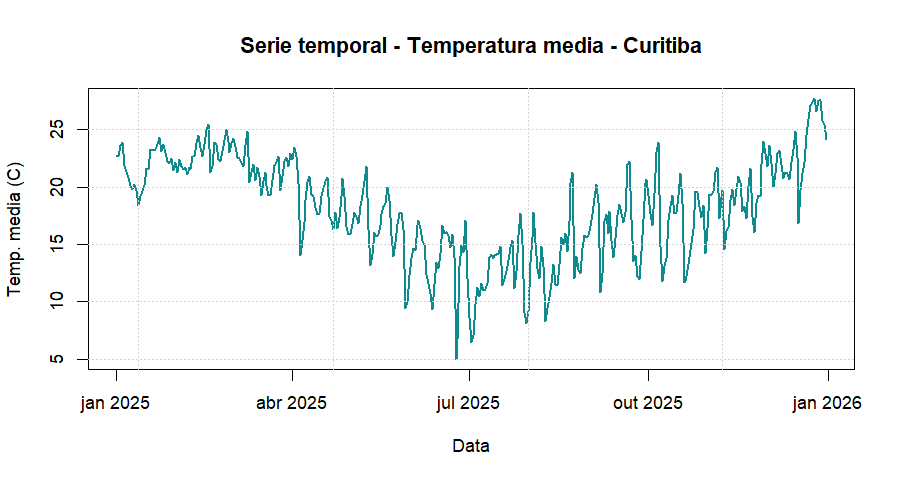 Serie temporal - Temperatura media - Curitiba
Temp. media (C)
25
20
15
10
5
jan 2025
abr 2025
jul 2025
out 2025
jan 2026
Data